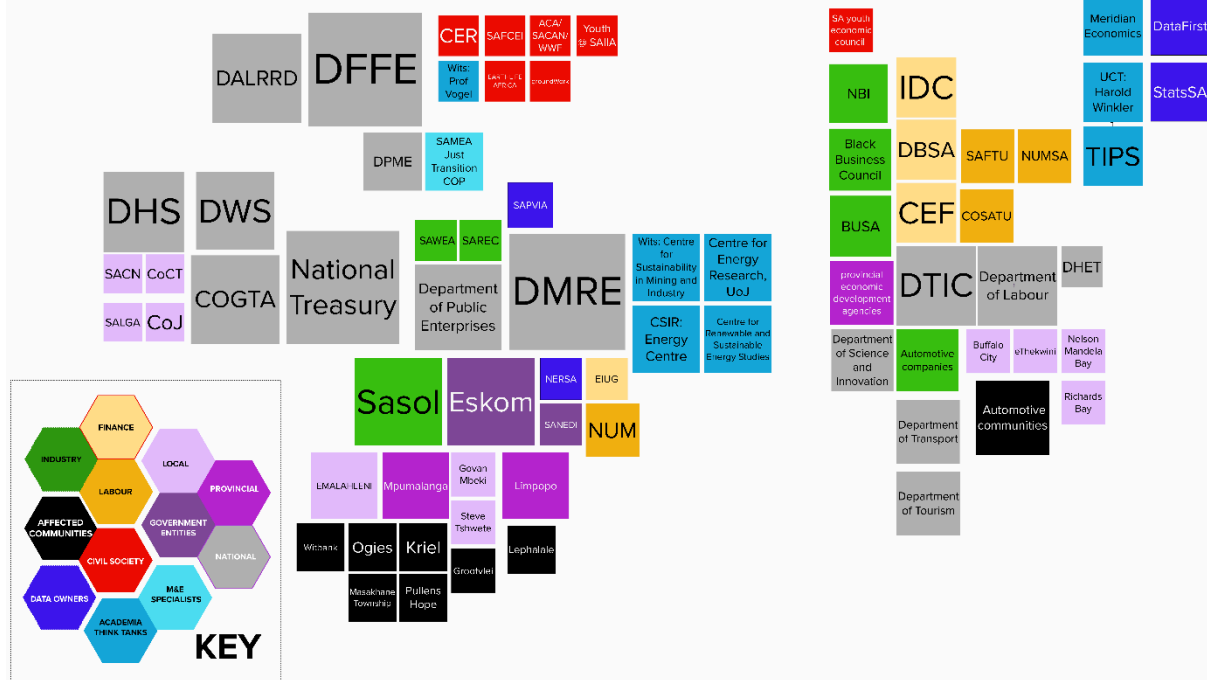 DALRRD
DFFE
CER
SAFCEI
ACA/
SACAN/
WWF
Youth
@ SAIIA
Wits:
Prof
Vogel
EARTHLIFE
AFRICA
groundWork
DPME
SAMEA
Just
Transition
COP
DHS
DWS
SAPVIA
SACN
CoCT
SALGA
CoJ
COGTA
National
Treasury
SAWEA
SAREC
Department
of Public
Enterprises
DMRE
Wits: Centre
for
Sustainability
in Mining and
Industry
Centre for
Energy
Research,
UoJ
CSIR:
Energy
Centre
Centre for
Renewable and
Sustainable
Energy Studies
Sasol
Eskom
NERSA
EIUG
SANEDI
NUM
EMALAHLENI
Mpumalanga
Govan
Mbeki
Limpopo
Steve
Tshwete
Witbank
Ogies
Kriel
Grootvlei
Lephalale
Masakhane
Township
Pullens
Hope
SA youth
economic
council
NBI
IDC
Black
Business
Council
DBSA
SAFTU
NUMSA
BUSA
CEF
COSATU
provincial
economic
development
agencies
DTIC
Department
of Labour
DHET
Department
of Science
and
Innovation
Automotive
companies
Buffalo
City
eThekwini
Nelson
Mandela
Bay
Automotive
communities
Richards
Bay
Department
of Transport
Department
of Tourism
Meridian
Economics
DataFirst
UCT:
Harold
Winkler
StatsSA
TIPS
FINANCE
INDUSTRY
LOCAL
LABOUR
PROVINCIAL
AFFECTED
COMMUNITIES
GOVERNMENT
ENTITIES
CIVIL SOCIETY
NATIONAL
DATA OWNERS
M&E
SPECIALISTS
ACADEMIA
THINK TANKS
KEY